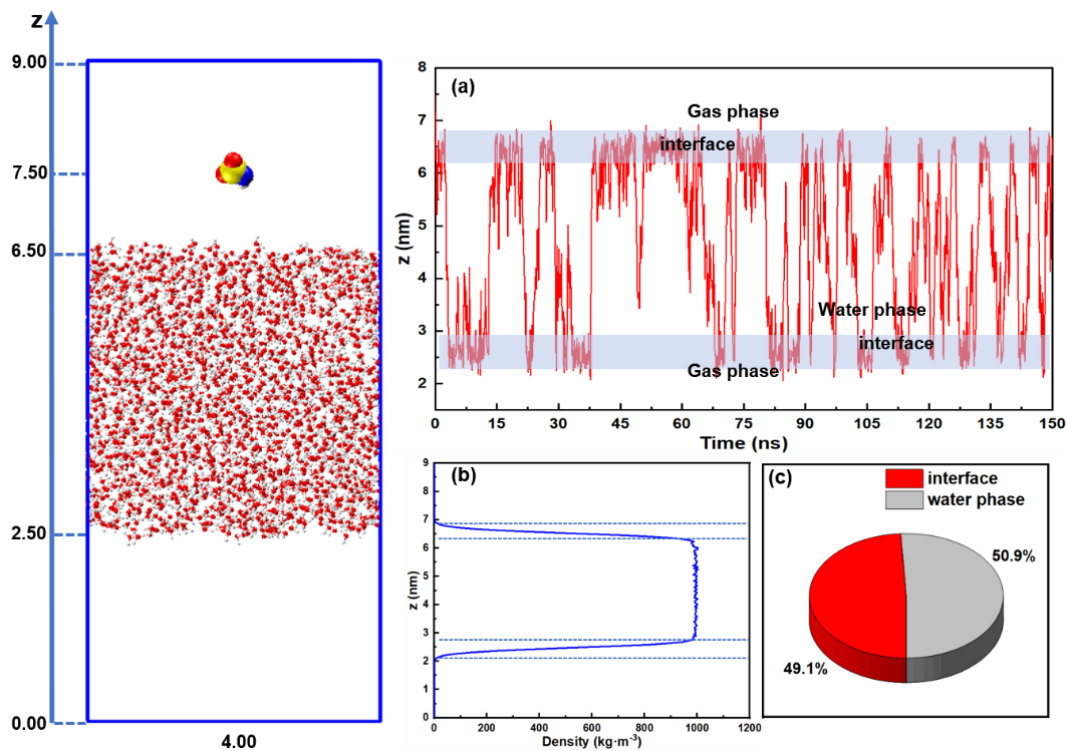 z
9.00
7.50
6.50
2.50
0.00
4.00
(a)
8
7
6
5
4
3
2
z (nm)
Gas phase
interface
Water phase
interface
Gas phase
0 15 30 45 60 75 90 105 120 135 150
Time (ns)
(b)
9
8
7
6
5
4
3
2
1
0
z (nm)
0 200 400 600 800 1000 1200
Density (kg·m⁻³)
(c)
interface
water phase
50.9%
49.1%